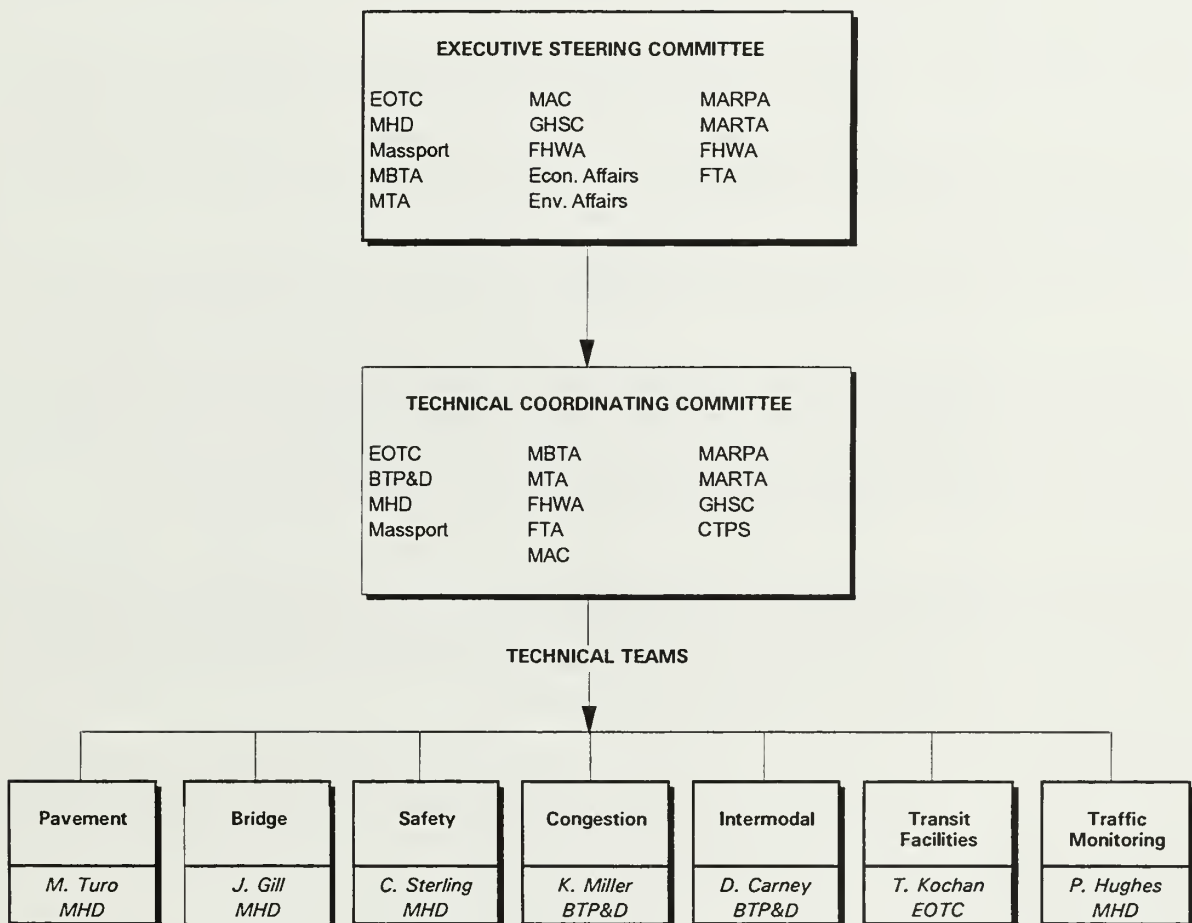 EXECUTIVE STEERING COMMITTEE
EOTC MAC MARPA
MHD GHSC MARTA
Massport FHWA FHWA
MBTA Econ. Affairs FTA
MTA Env. Affairs
TECHNICAL COORDINATING COMMITTEE
EOTC MBTA MARPA
BTP&D MTA MARTA
MHD FHWA GHSC
Massport FTA CTPS
MAC
TECHNICAL TEAMS
Pavement
M. Turo
MHD
Bridge
J. Gill
MHD
Safety
C. Sterling
MHD
Congestion
K. Miller
BTP&D
Intermodal
D. Carney
BTP&D
Transit
Facilities
T. Kochan
EOTC
Traffic
Monitoring
P. Hughes
MHD